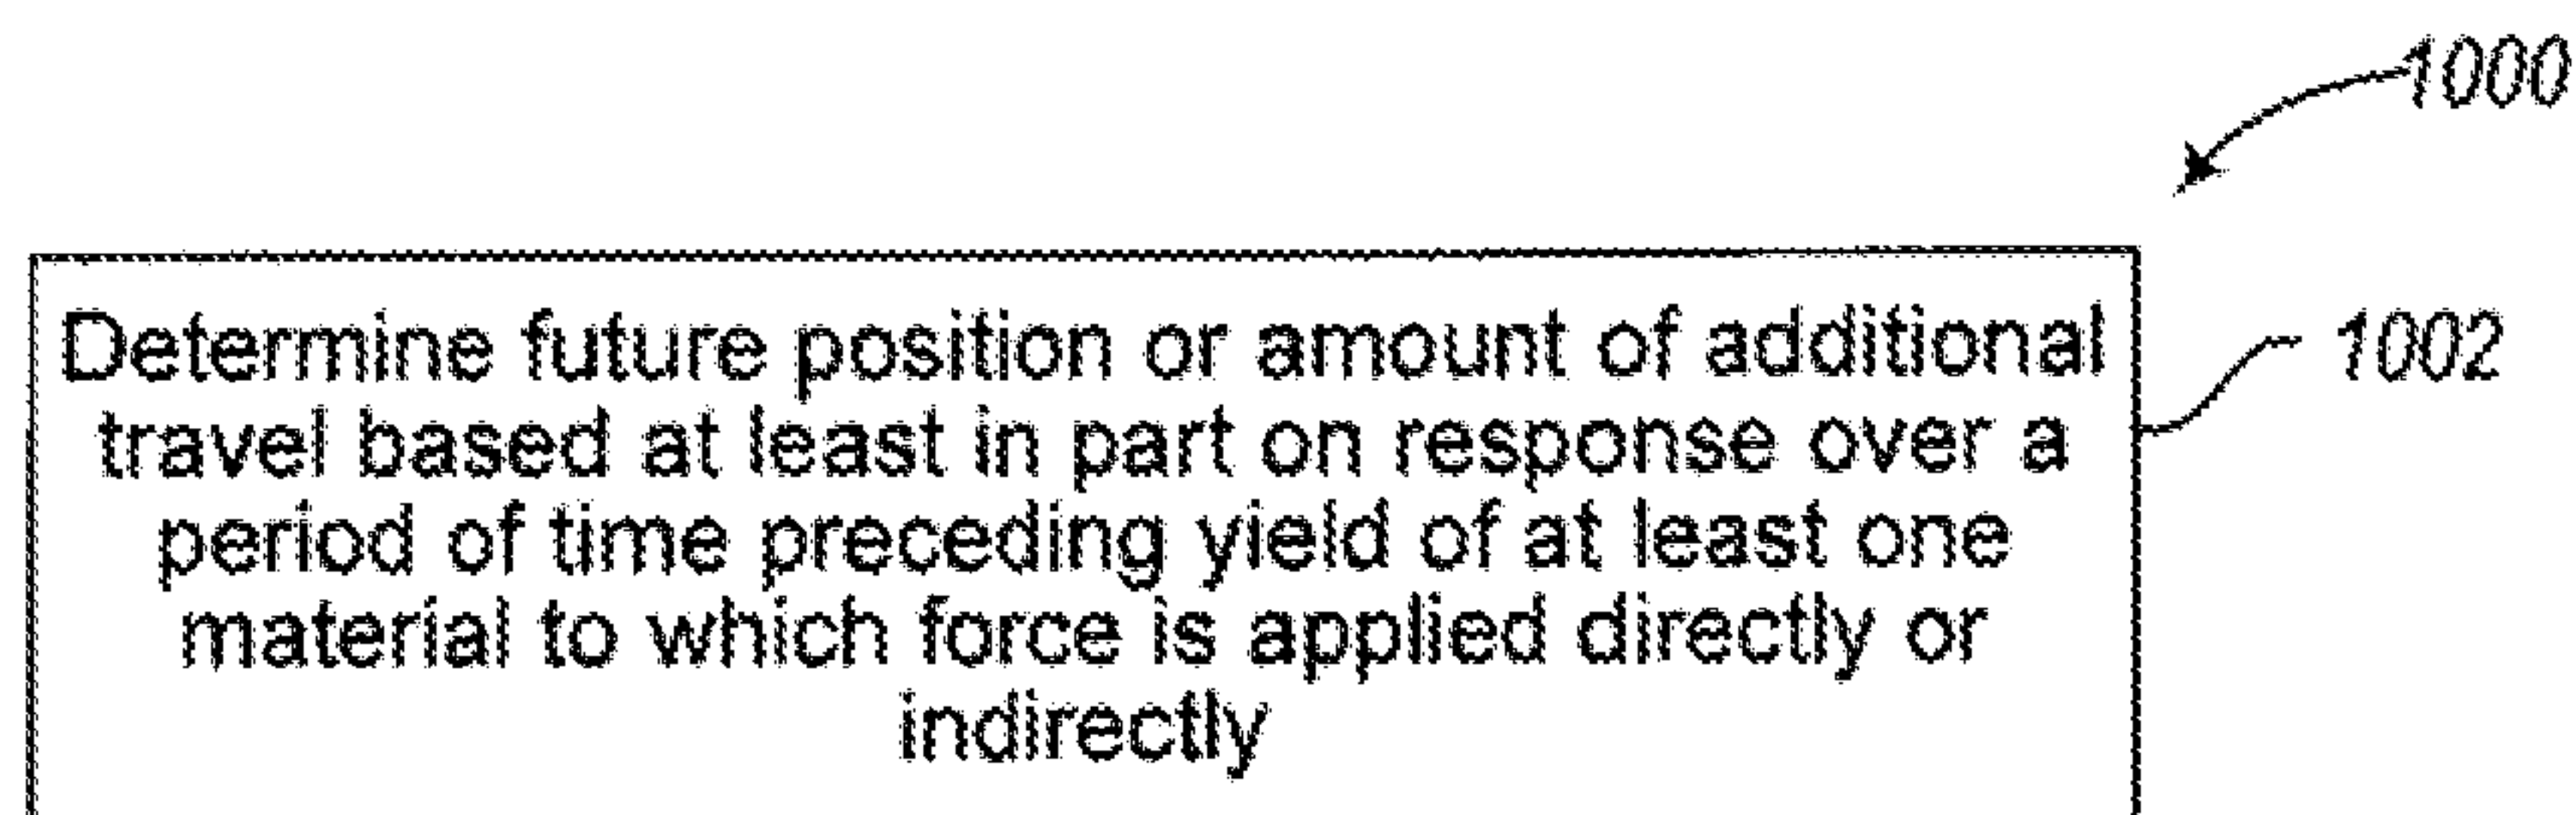 1000
Determine future position or amount of additional
travel based at least in part on response over a
period of time preceding yield of at least one
material to which force is applied directly or
indirectly
1002